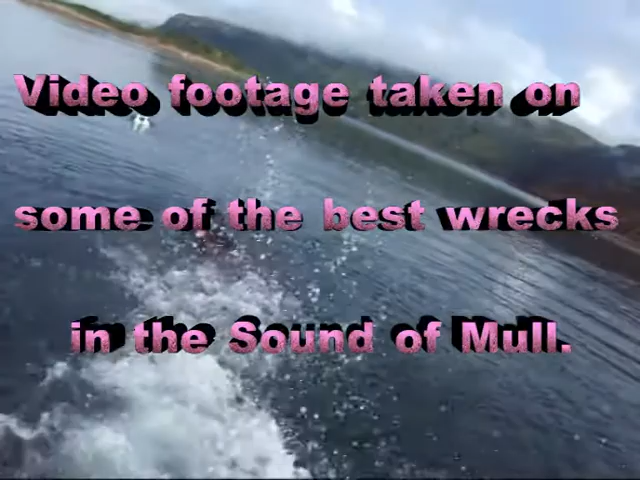 Video footage taken on
some of the best wrecks
in the Sound of Mull.